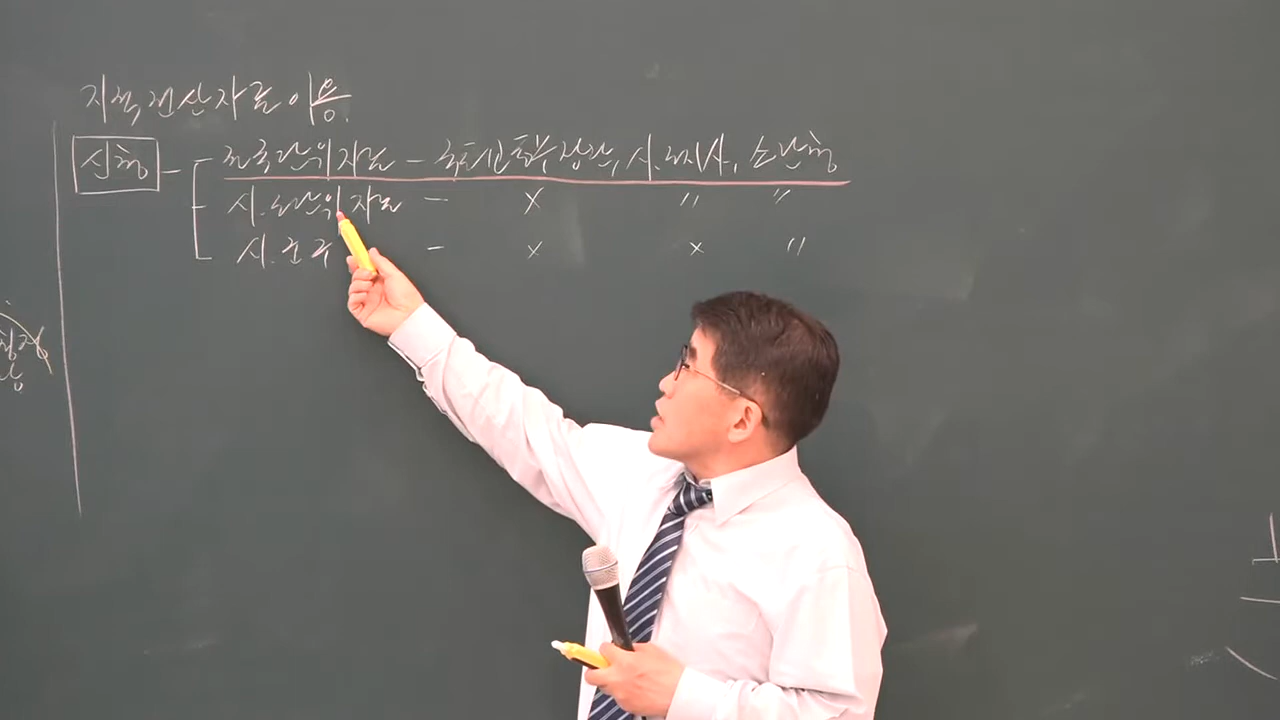 지적전산자료 이용
신청 - 전국단위자료 - 국토교통부장관, 시.도지사, 소관청
시.도단위자료 - X 〃 〃
시.군.구 - X X 〃